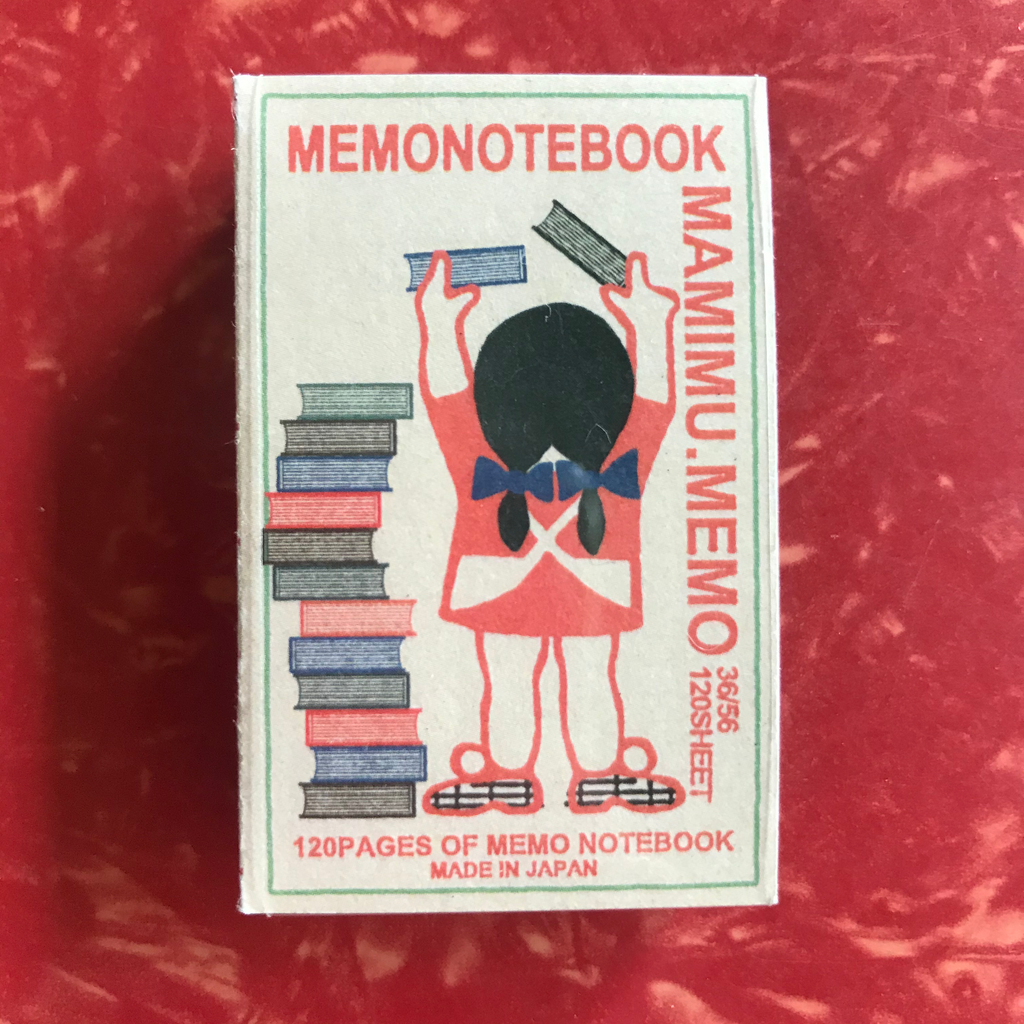 MEMONOTEBOOK
MAMIMU.MEMO
36/56
120SHEET
120PAGES OF MEMO NOTEBOOK
MADE IN JAPAN